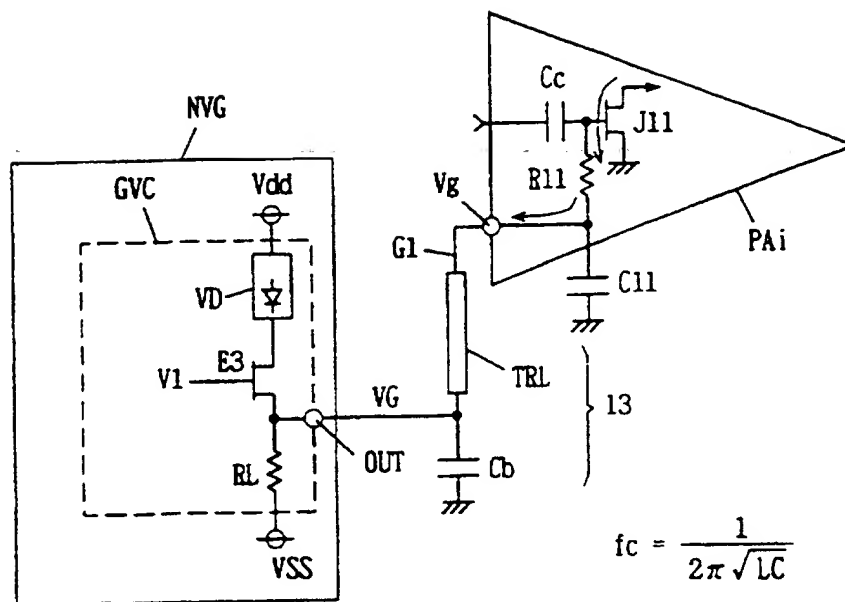 NVG
GVC
Vdd
VD
E3
V1
VG
OUT
RL
VSS
Cc
J11
R11
Vg
G1
PAi
C11
TRL
13
Cb
fc = 1 / 2π√LC